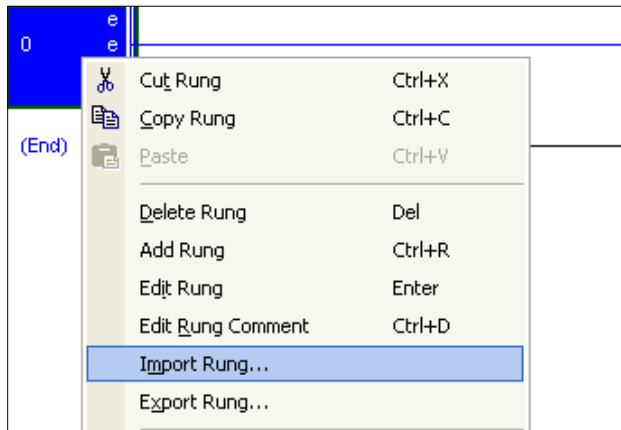 e
0 e
Cut Rung Ctrl+X
Copy Rung Ctrl+C
(End)
Paste Ctrl+V
Delete Rung Del
Add Rung Ctrl+R
Edit Rung Enter
Edit Rung Comment Ctrl+D
Import Rung...
Export Rung...